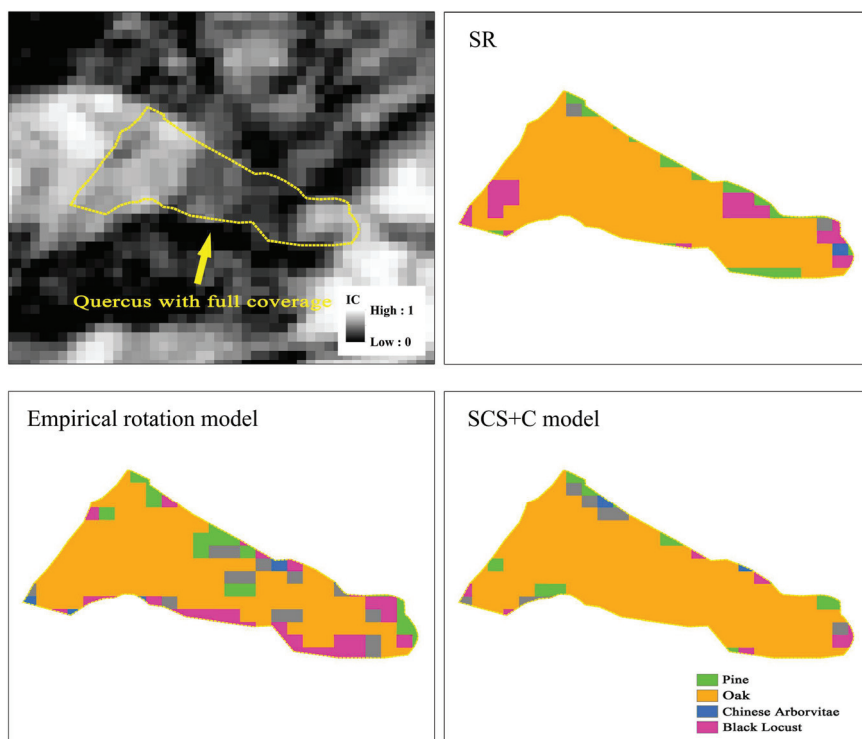 SR
Quercus with full coverage
IC
High : 1
Low : 0
Empirical rotation model
SCS+C model
Pine
Oak
Chinese Arborvitae
Black Locust